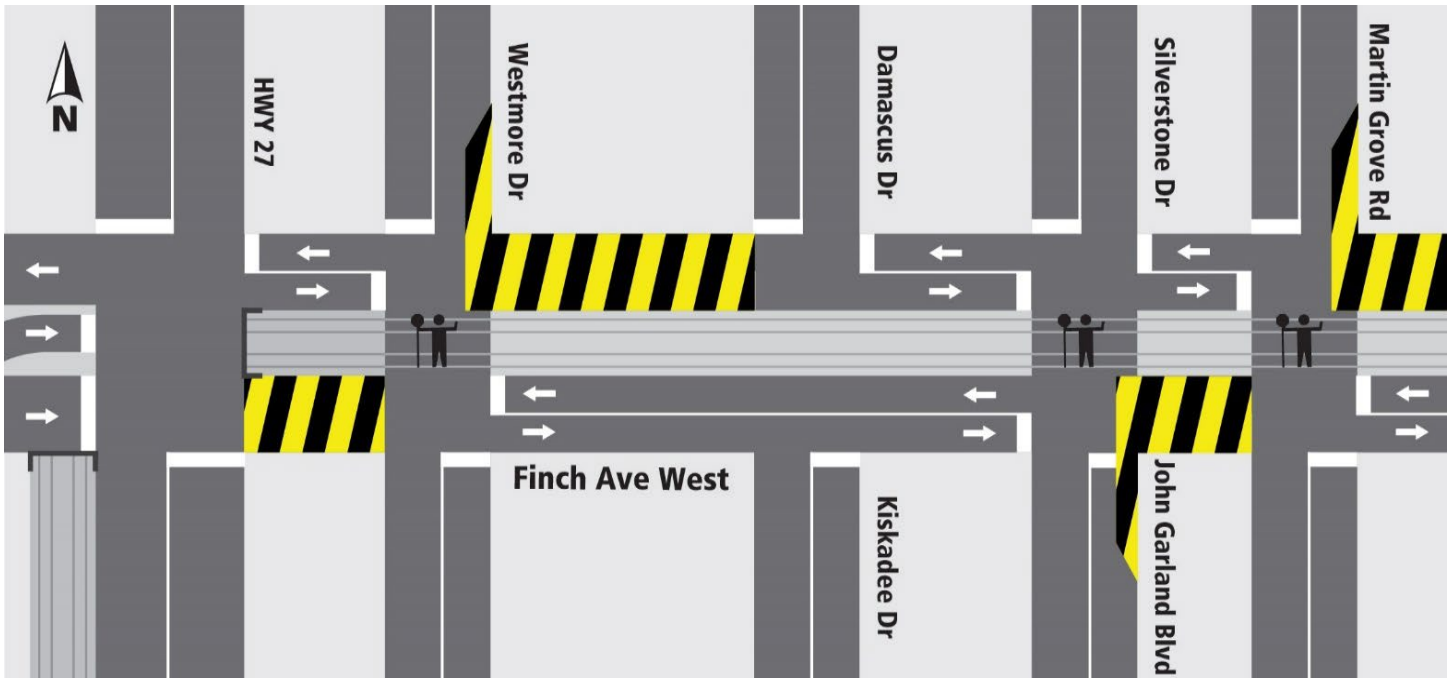 N
HWY 27
Westmore Dr
Damascus Dr
Silverstone Dr
Martin Grove Rd
Finch Ave West
Kiskadee Dr
John Garland Blvd